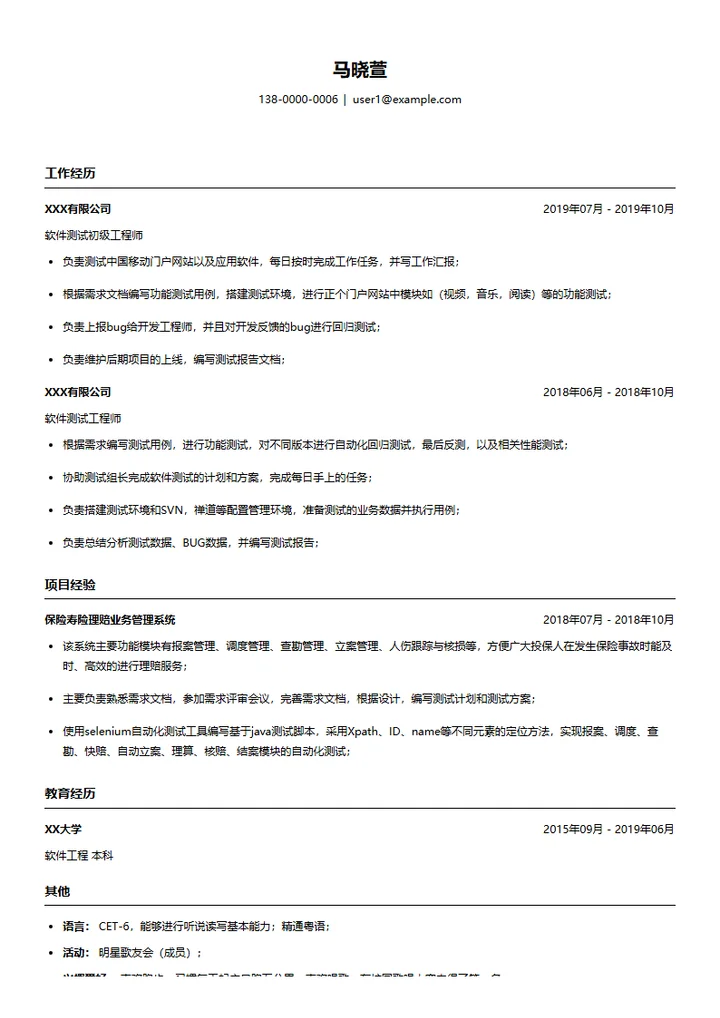 马晓萱
138-0000-0006 | user1@example.com
工作经历
XXX有限公司 2019年07月 - 2019年10月
软件测试初级工程师
• 负责测试中国移动门户网站以及应用软件，每日按时完成工作任务，并写工作汇报；
• 根据需求文档编写功能测试用例，搭建测试环境，进行正个门户网站中模块如（视频，音乐，阅读）等的功能测试；
• 负责上报bug给开发工程师，并且对开发反馈的bug进行回归测试；
• 负责维护后期项目的上线，编写测试报告文档；
XXX有限公司 2018年06月 - 2018年10月
软件测试工程师
• 根据需求编写测试用例，进行功能测试，对不同版本进行自动化回归测试，最后反测，以及相关性能测试；
• 协助测试组长完成软件测试的计划和方案，完成每日手上的任务；
• 负责搭建测试环境和SVN，禅道等配置管理环境，准备测试的业务数据并执行用例；
• 负责总结分析测试数据、BUG数据，并编写测试报告；
项目经验
保险寿险理赔业务管理系统 2018年07月 - 2018年10月
• 该系统主要功能模块有报案管理、调度管理、查勘管理、立案管理、人伤跟踪与核损等，方便广大投保人在发生保险事故时能及
时、高效的进行理赔服务；
• 主要负责熟悉需求文档，参加需求评审会议，完善需求文档，根据设计，编写测试计划和测试方案；
• 使用selenium自动化测试工具编写基于java测试脚本，采用Xpath、ID、name等不同元素的定位方法，实现报案、调度、查
勘、快赔、自动立案、理算、核赔、结案模块的自动化测试；
教育经历
XX大学 2015年09月 - 2019年06月
软件工程 本科
其他
• 语言： CET-6，能够进行听说读写基本能力；精通粤语；
• 活动： 明星歌友会（成员）；